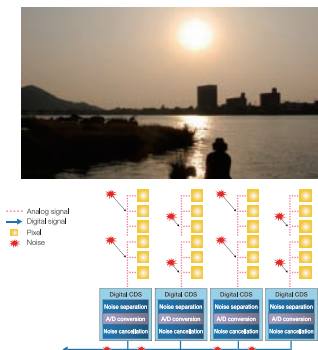 Analog signal
Digital signal
Pixel
Noise
Digital CDS Digital CDS Digital CDS Digital CDS
Noise separation Noise separation Noise separation Noise separation
A/D conversion A/D conversion A/D conversion A/D conversion
Noise cancellation Noise cancellation Noise cancellation Noise cancellation